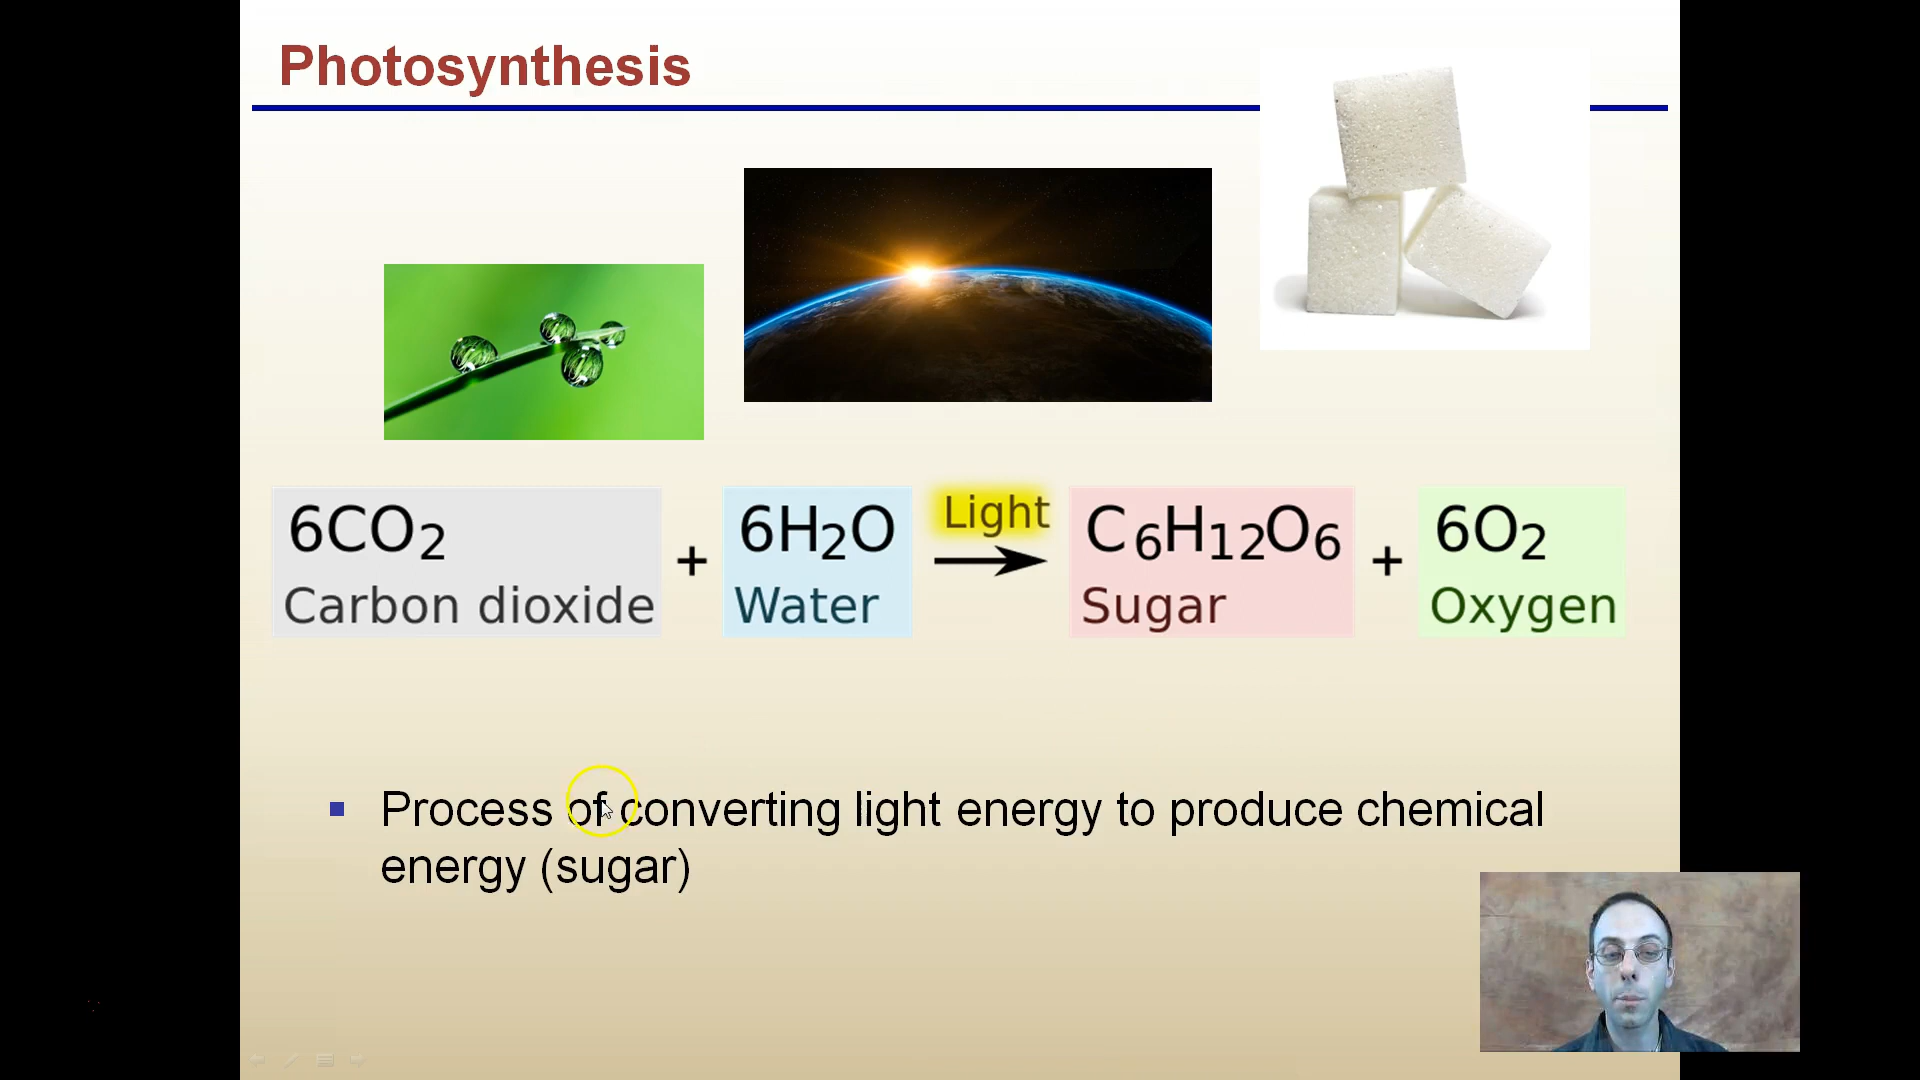 Photosynthesis
6CO₂ + 6H₂O Light → C₆H₁₂O₆ + 6O₂
Carbon dioxide Water Sugar Oxygen
Process of converting light energy to produce chemical
energy (sugar)